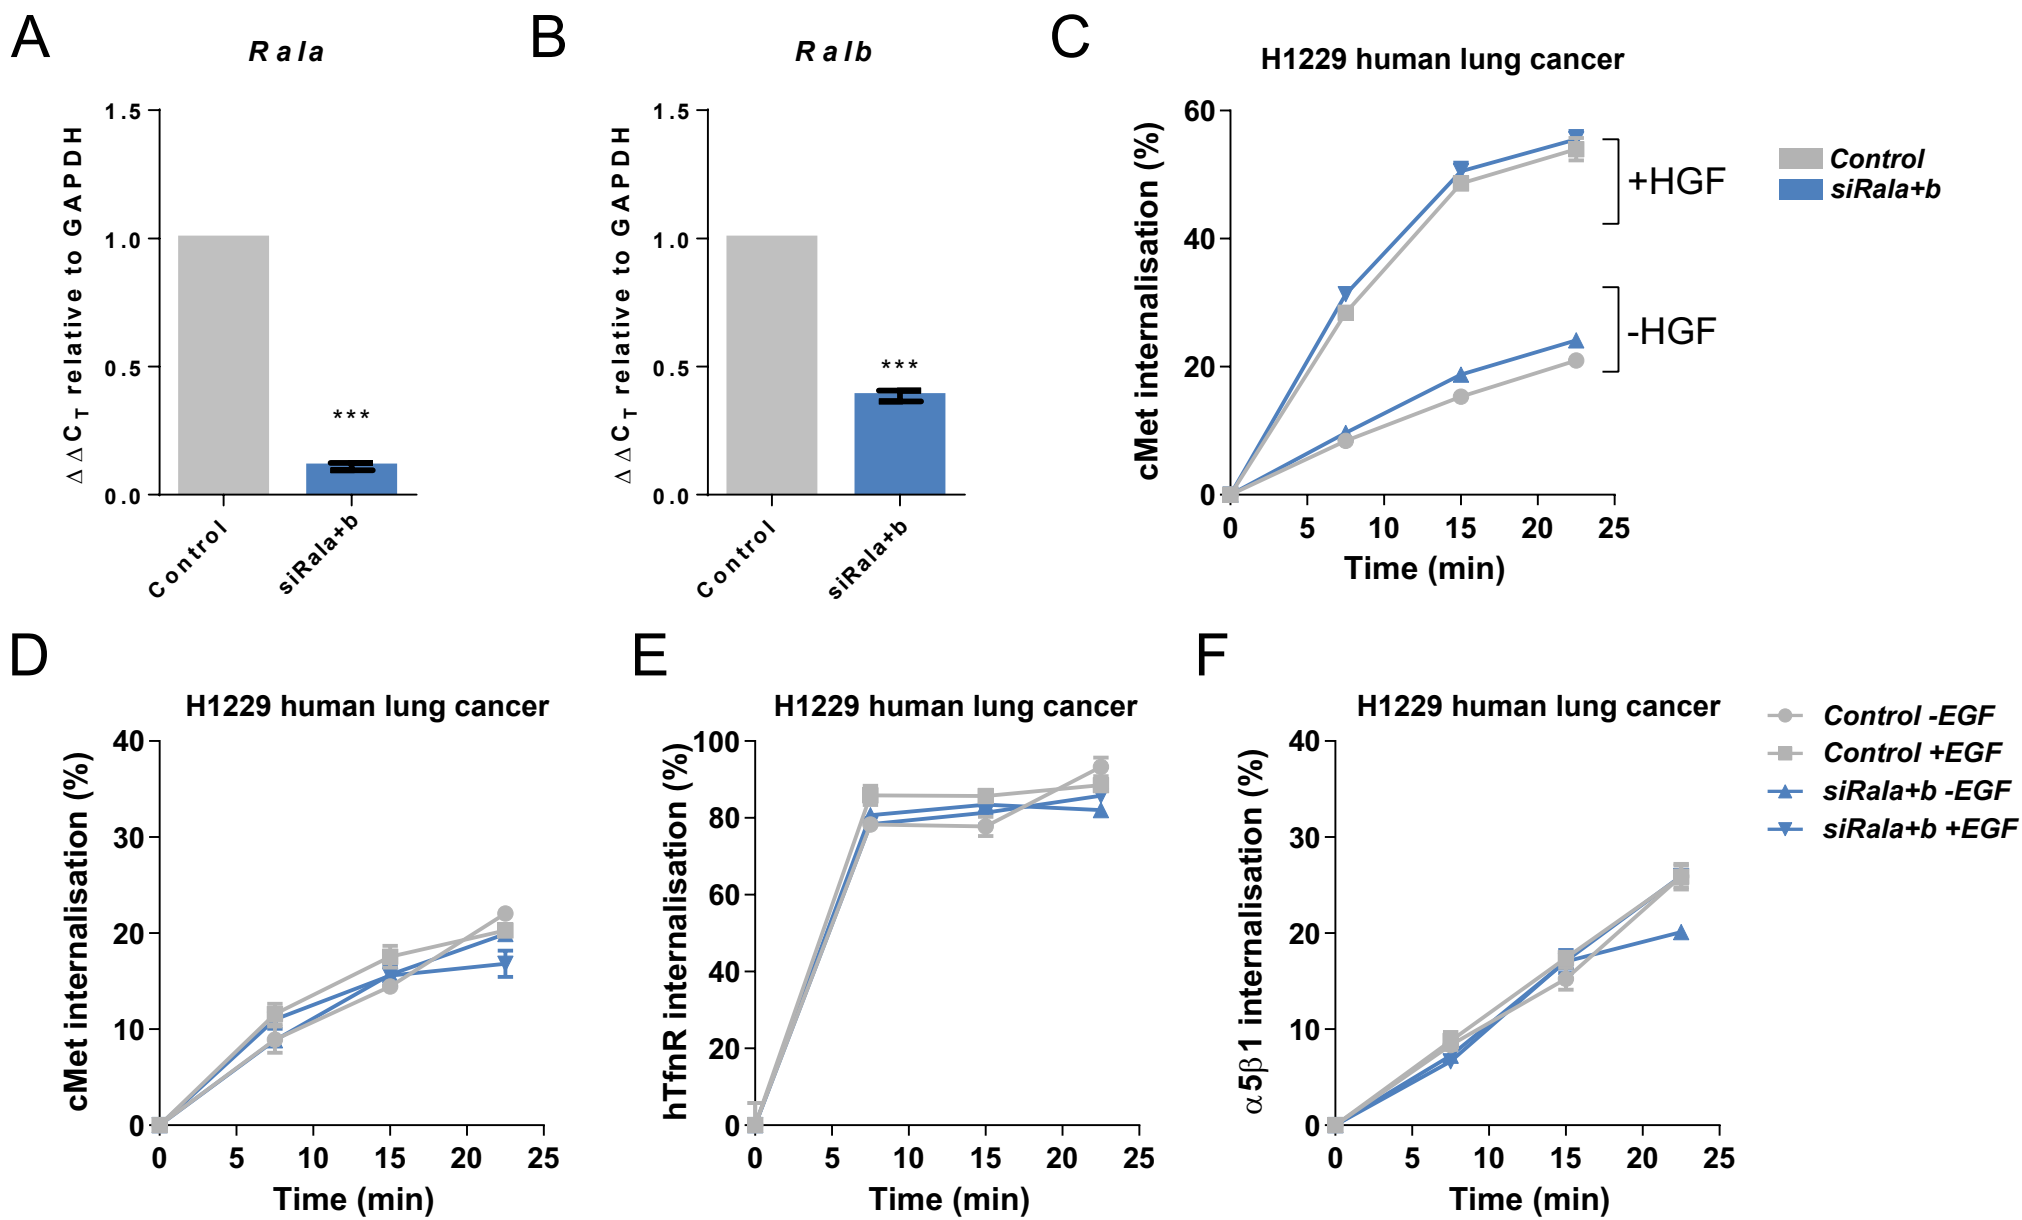 A
Rala
ΔΔCT relative to GAPDH
1.5
1.0
0.5
0.0
***
Control
siRala+b
B
Ralb
ΔΔCT relative to GAPDH
1.5
1.0
0.5
0.0
***
Control
siRala+b
C
H1229 human lung cancer
cMet internalisation (%)
60
40
20
0
0 5 10 15 20 25
Time (min)
+HGF
-HGF
Control
siRala+b
D
H1229 human lung cancer
cMet internalisation (%)
40
30
20
10
0
0 5 10 15 20 25
Time (min)
E
H1229 human lung cancer
hTfnR internalisation (%)
100
80
60
40
20
0
0 5 10 15 20 25
Time (min)
F
H1229 human lung cancer
α5β1 internalisation (%)
40
30
20
10
0
0 5 10 15 20 25
Time (min)
Control -EGF
Control +EGF
siRala+b -EGF
siRala+b +EGF